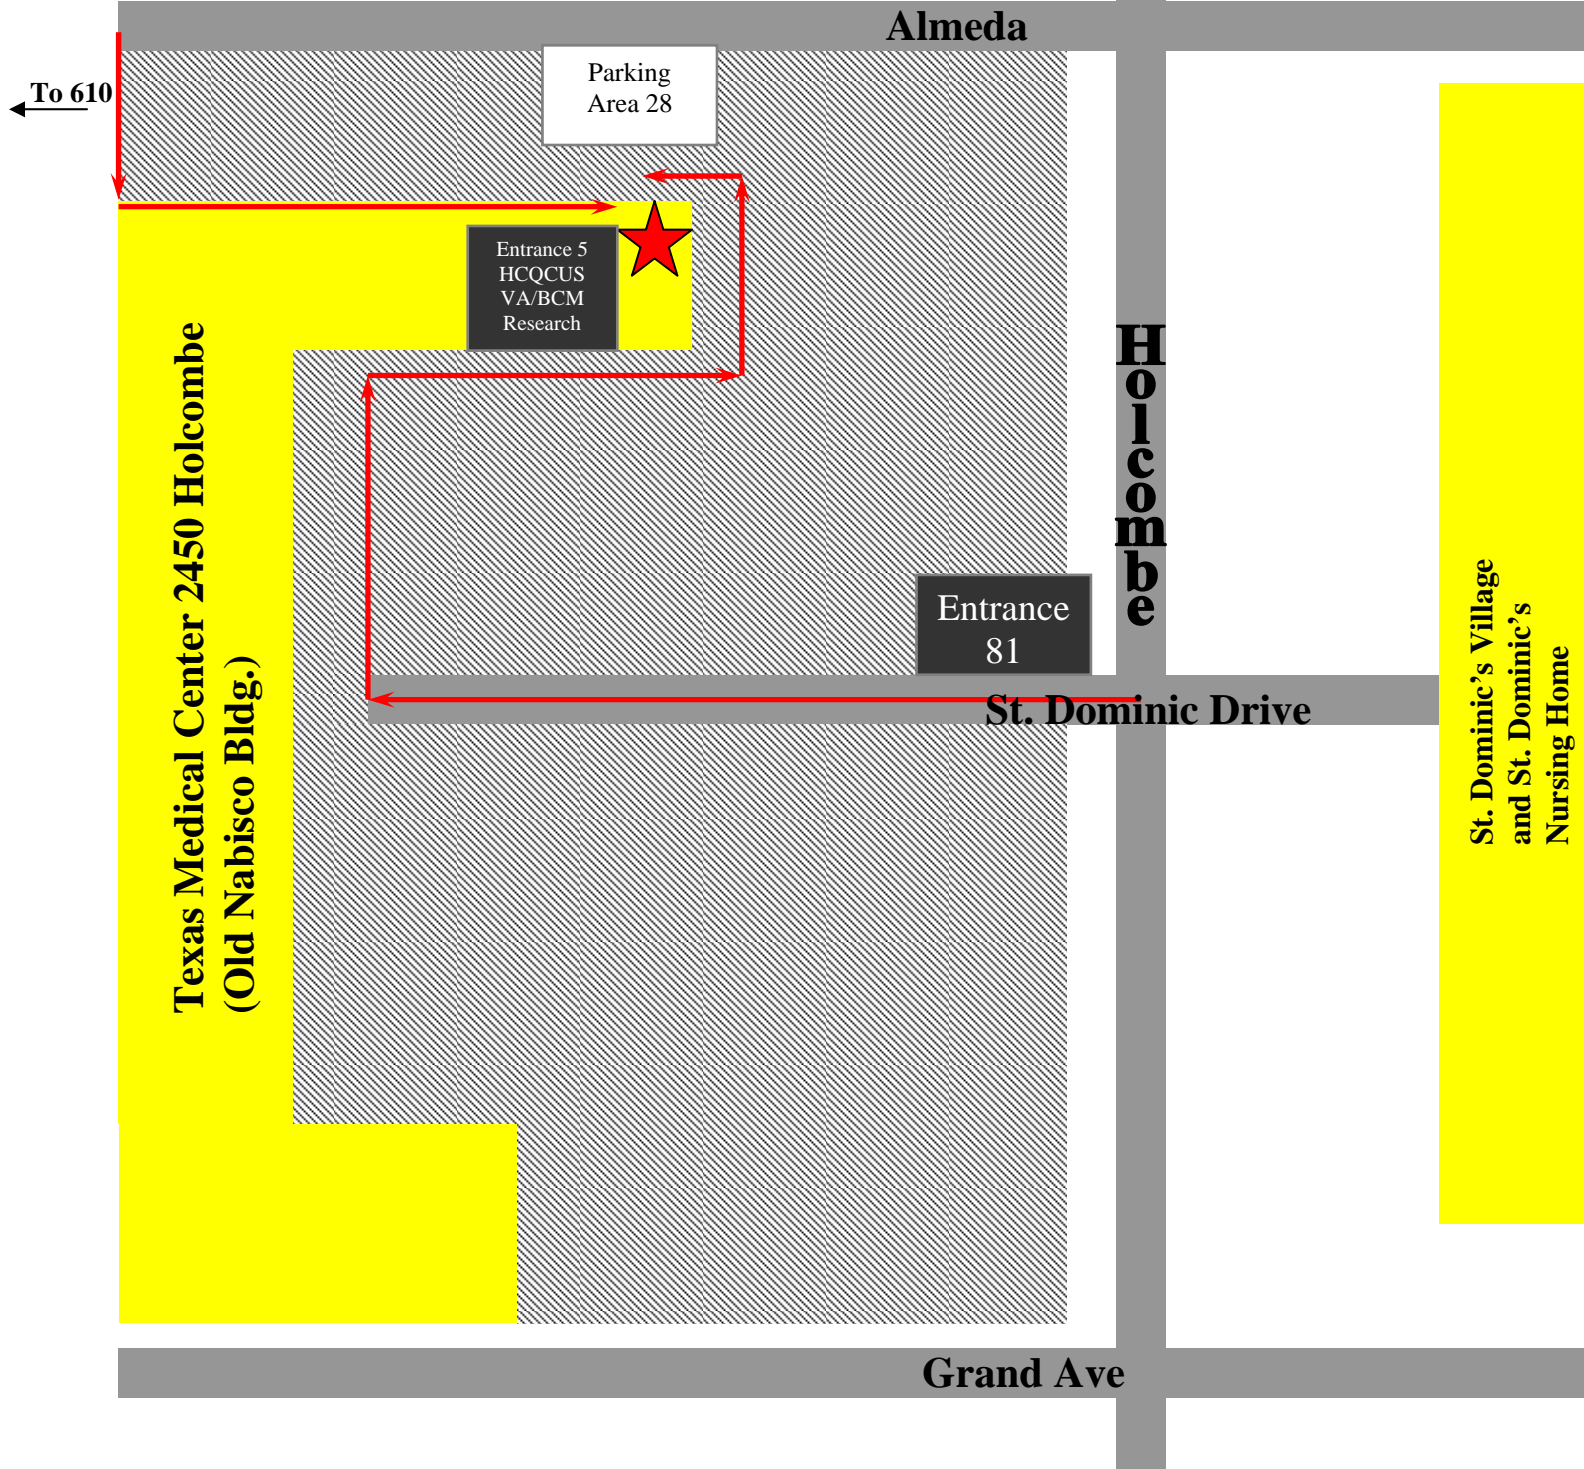 Almeda
To 610
Parking
Area 28
Entrance 5
HCQCUS
VA/BCM
Research
Texas Medical Center 2450 Holcombe
(Old Nabisco Bldg.)
Holcombe
Entrance
81
St. Dominic Drive
St. Dominic’s Village
and St. Dominic’s
Nursing Home
Grand Ave